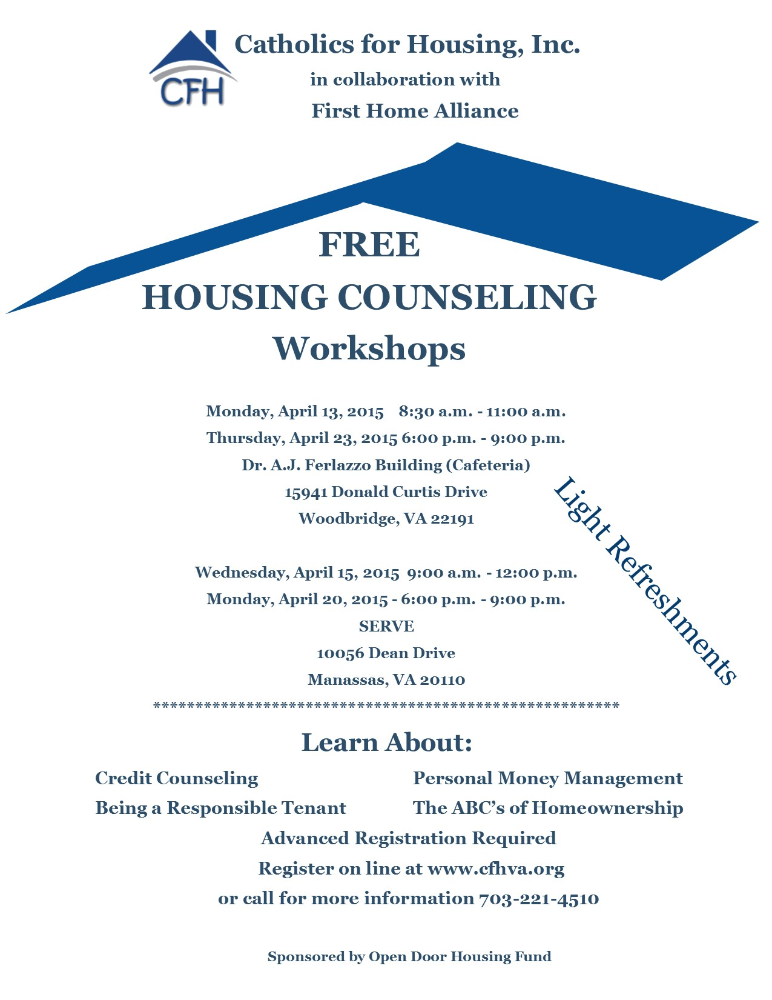 CFH
Catholics for Housing, Inc.
in collaboration with
First Home Alliance
FREE
HOUSING COUNSELING
Workshops
Monday, April 13, 2015    8:30 a.m. - 11:00 a.m.
Thursday, April 23, 2015 6:00 p.m. - 9:00 p.m.
Dr. A.J. Ferlazzo Building (Cafeteria)
15941 Donald Curtis Drive
Woodbridge, VA 22191
Light Refreshments
Wednesday, April 15, 2015  9:00 a.m. - 12:00 p.m.
Monday, April 20, 2015 - 6:00 p.m. - 9:00 p.m.
SERVE
10056 Dean Drive
Manassas, VA 20110
*******************************************************
Learn About:
Credit Counseling
Personal Money Management
Being a Responsible Tenant
The ABC’s of Homeownership
Advanced Registration Required
Register on line at www.cfhva.org
or call for more information 703-221-4510
Sponsored by Open Door Housing Fund